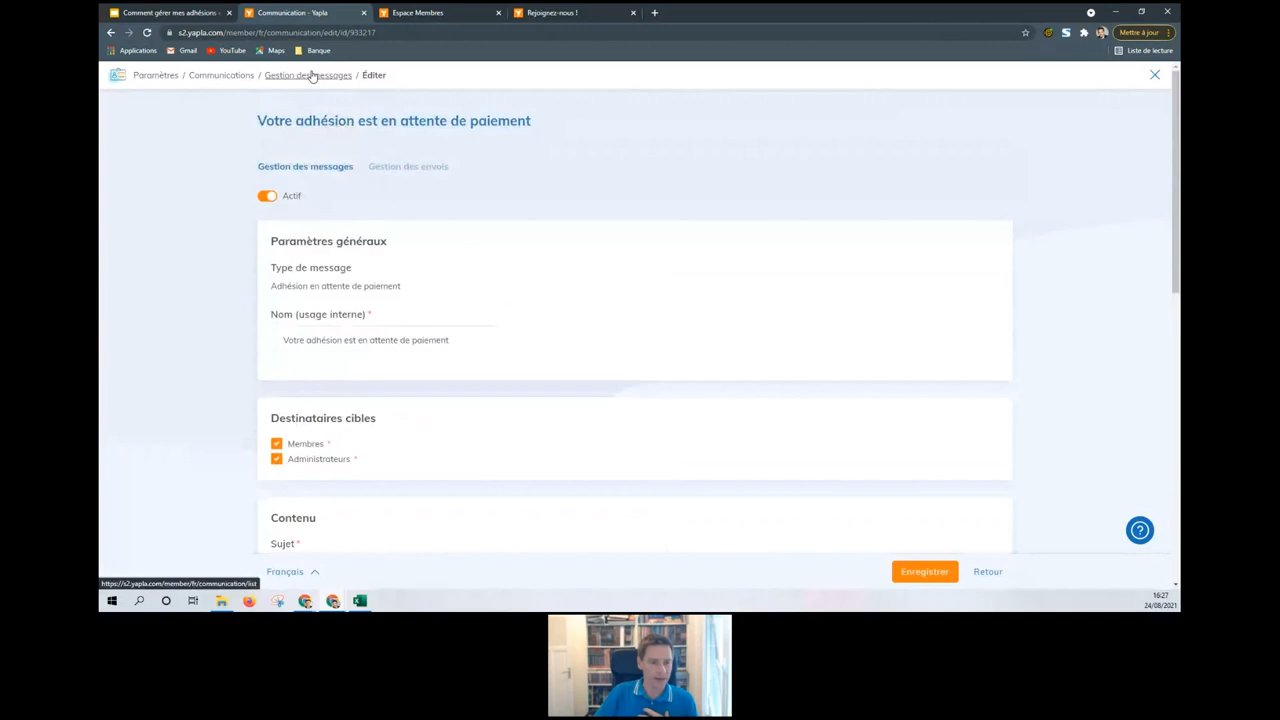 Comment gérer mes adhésions
Communication - Yapla
Espace Membres
Rejoignez-nous !
s2.yapla.com/member/fr/communication/edit/id/933217
Mettre à jour
Applications
Gmail
YouTube
Maps
Banque
Liste de lecture
Paramètres / Communications / Gestion des messages / Éditer
Votre adhésion est en attente de paiement
Gestion des messages
Gestion des envois
Actif
Paramètres généraux
Type de message
Adhésion en attente de paiement
Nom (usage interne) *
Votre adhésion est en attente de paiement
Destinataires cibles
Membres *
Administrateurs *
Contenu
Sujet *
Français
Enregistrer
Retour
https://s2.yapla.com/member/fr/communication/list
16:27
24/08/2021